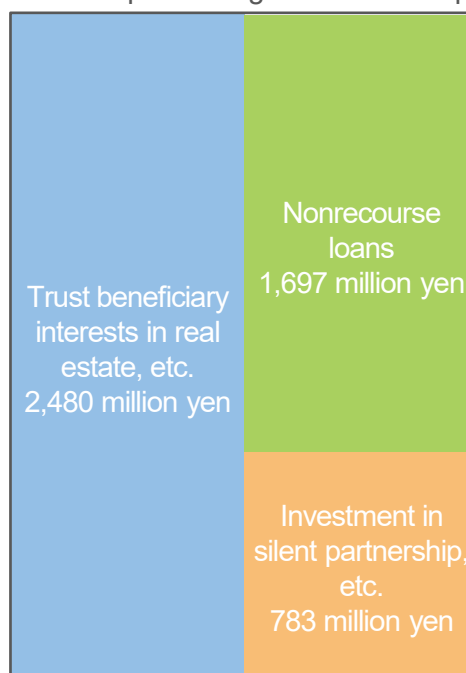 Trust beneficiary
interests in real
estate, etc.
2,480 million yen
Nonrecourse
loans
1,697 million yen
Investment in
silent partnership,
etc.
783 million yen